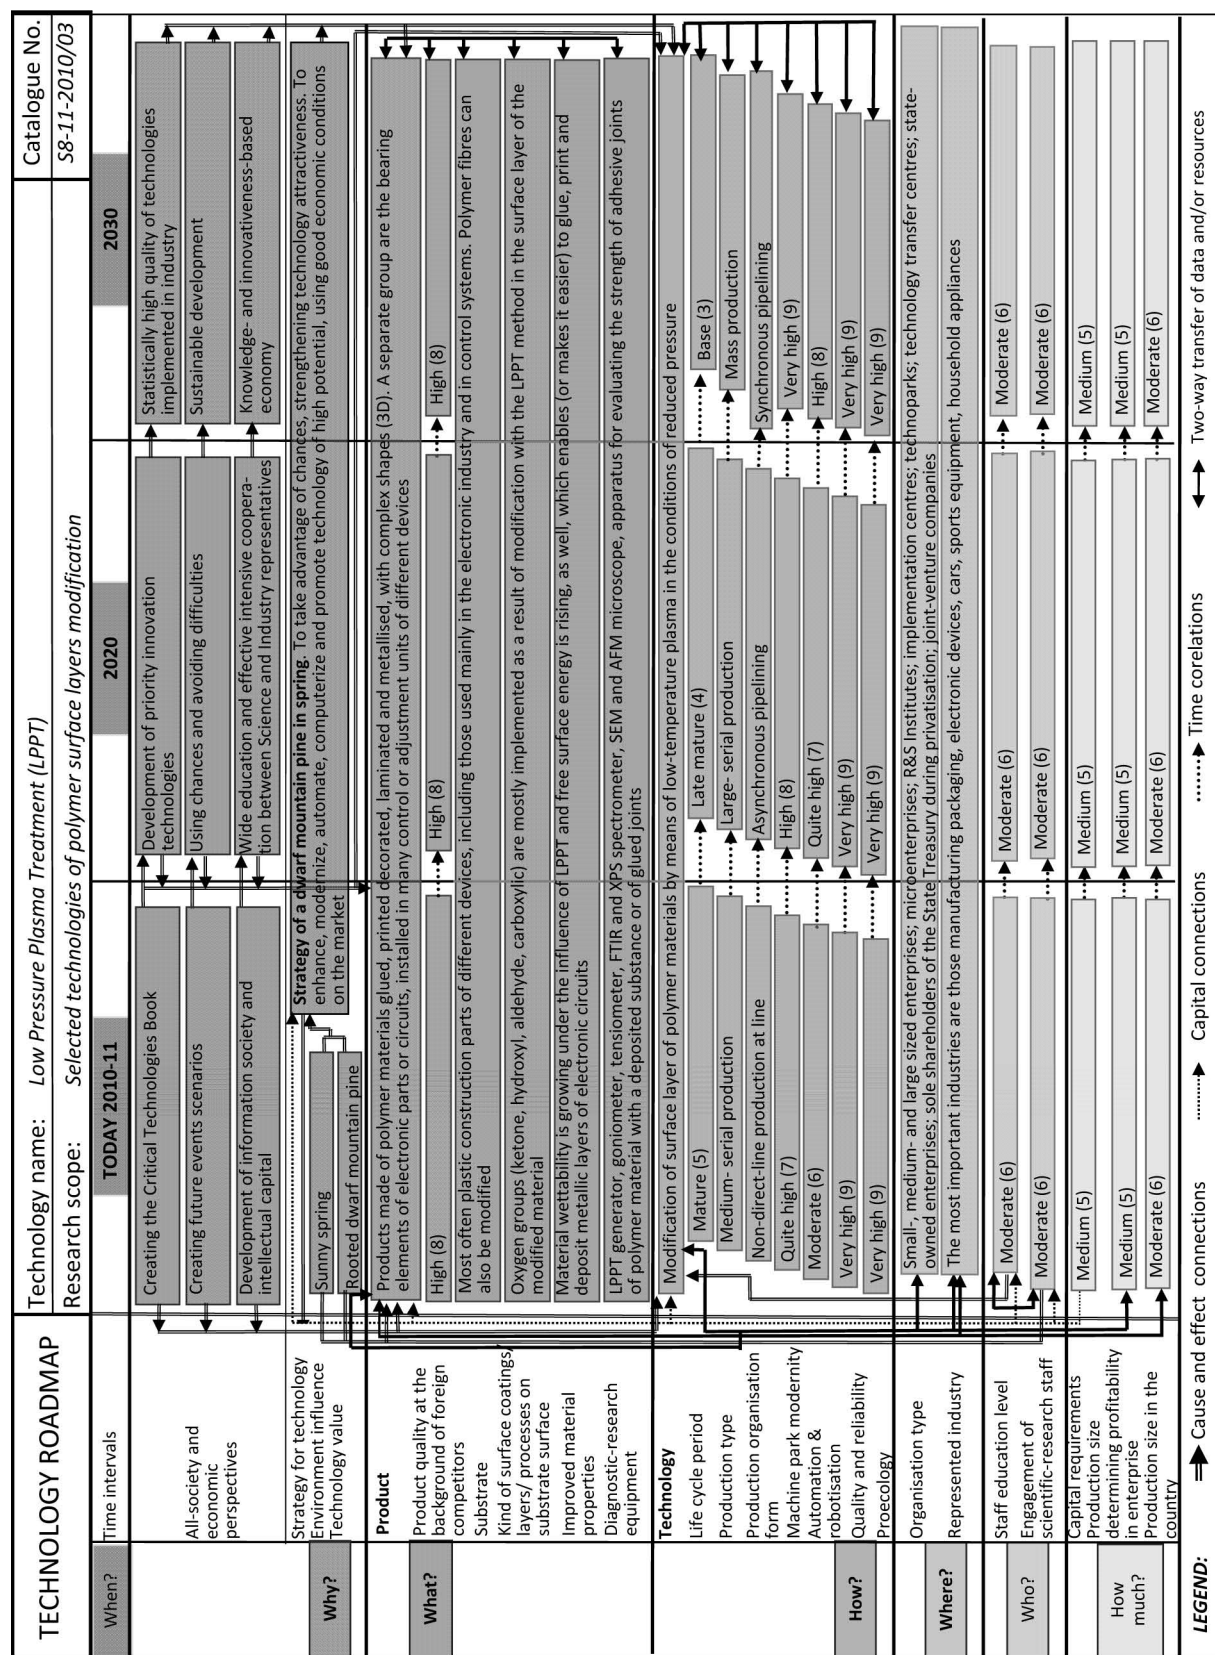 TECHNOLOGY ROADMAP
Technology name: Low Pressure Plasma Treatment (LPPT)
Catalogue No.
Research scope: Selected technologies of polymer surface layers modification
S8-11-2010/03
When?
Time intervals
TODAY 2010-11
2020
2030
Why?
All-society and
economic
perspectives
Creating the Critical Technologies Book
Development of priority innovation
technologies
Statistically high quality of technologies
implemented in industry
Creating future events scenarios
Using chances and avoiding difficulties
Sustainable development
Development of information society and
intellectual capital
Wide education and effective intensive coopera-
tion between Science and Industry representatives
Knowledge- and innovativeness-based
economy
Strategy for technology
Environment influence
Technology value
Sunny spring
Rooted dwarf mountain pine
Strategy of a dwarf mountain pine in spring. To take advantage of chances, strengthening technology attractiveness. To
enhance, modernize, automate, computerize and promote technology of high potential, using good economic conditions
on the market
What?
Product
Products made of polymer materials glued, printed decorated, laminated and metallised, with complex shapes (3D). A separate group are the bearing
elements of electronic parts or circuits, installed in many control or adjustment units of different devices
Product quality at the
background of foreign
competitors
High (8)
High (8)
High (8)
Substrate
Most often plastic construction parts of different devices, including those used mainly in the electronic industry and in control systems. Polymer fibres can
also be modified
Kind of surface coatings/
layers/ processes on
substrate surface
Oxygen groups (ketone, hydroxyl, aldehyde, carboxylic) are mostly implemented as a result of modification with the LPPT method in the surface layer of the
modified material
Improved material
properties
Material wettability is growing under the influence of LPPT and free surface energy is rising, as well, which enables (or makes it easier) to glue, print and
deposit metallic layers of electronic circuits
Diagnostic-research
equipment
LPPT generator, goniometer, tensiometer, FTIR and XPS spectrometer, SEM and AFM microscope, apparatus for evaluating the strength of adhesive joints
of polymer material with a deposited substance or of glued joints
How?
Technology
Modification of surface layer of polymer materials by means of low-temperature plasma in the conditions of reduced pressure
Life cycle period
Mature (5)
Late mature (4)
Base (3)
Production type
Medium- serial production
Large- serial production
Mass production
Production organisation
form
Non-direct-line production at line
Asynchronous pipelining
Synchronous pipelining
Machine park modernity
Quite high (7)
High (8)
Very high (9)
Automation &
robotisation
Moderate (6)
Quite high (7)
High (8)
Quality and reliability
Very high (9)
Very high (9)
Very high (9)
Proecology
Very high (9)
Very high (9)
Very high (9)
Where?
Organisation type
Small-, medium- and large sized enterprises; microenterprises; R&S Institutes; implementation centres; technoparks; technology transfer centres; state-
owned enterprises; sole shareholders of the State Treasury during privatisation; joint-venture companies
Represented industry
The most important industries are those manufacturing packaging, electronic devices, cars, sports equipment, household appliances
Who?
Staff education level
Moderate (6)
Moderate (6)
Moderate (6)
Engagement of
scientific-research staff
Moderate (6)
Moderate (6)
Moderate (6)
How
much?
Capital requirements
Medium (5)
Medium (5)
Medium (5)
Production size
determining profitability
in enterprise
Medium (5)
Medium (5)
Medium (5)
Production size in the
country
Moderate (6)
Moderate (6)
Moderate (6)
LEGEND:
Cause and effect connections
Capital connections
Time corelations
Two-way transfer of data and/or resources